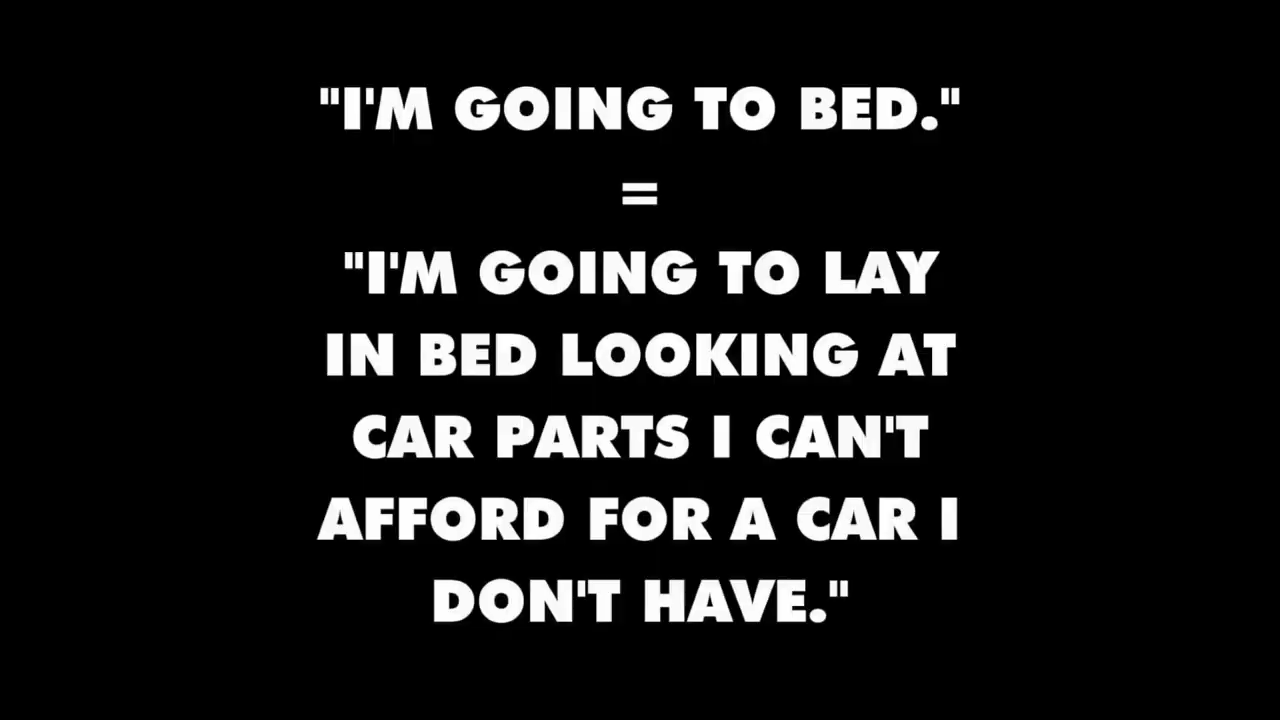 "I'M GOING TO BED."
=
"I'M GOING TO LAY
IN BED LOOKING AT
CAR PARTS I CAN'T
AFFORD FOR A CAR I
DON'T HAVE."